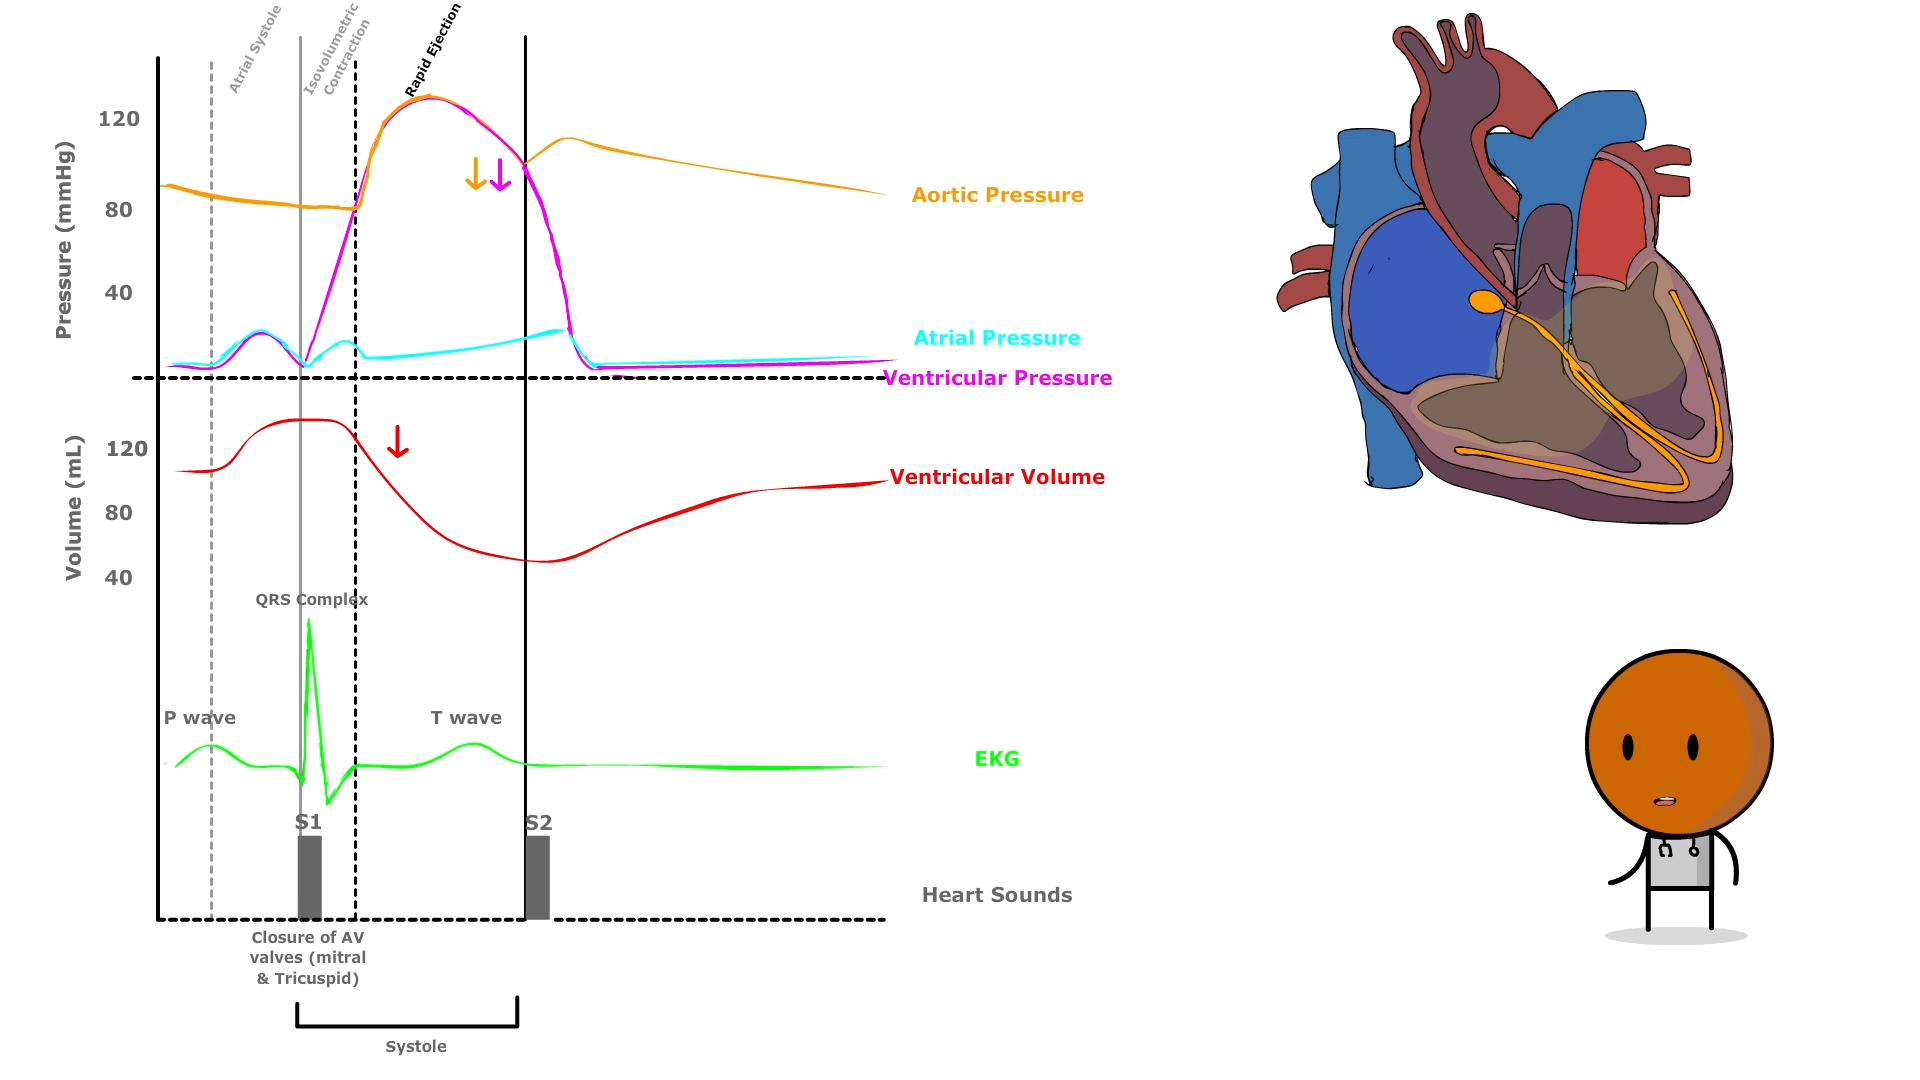 Atrial Systole
Isovolumetric
Contraction
Rapid Ejection
Pressure (mmHg)
120
80
40
Aortic Pressure
Atrial Pressure
Ventricular Pressure
Volume (mL)
120
80
40
Ventricular Volume
QRS Complex
P wave
T wave
EKG
S1
S2
Heart Sounds
Closure of AV
valves (mitral
& Tricuspid)
Systole